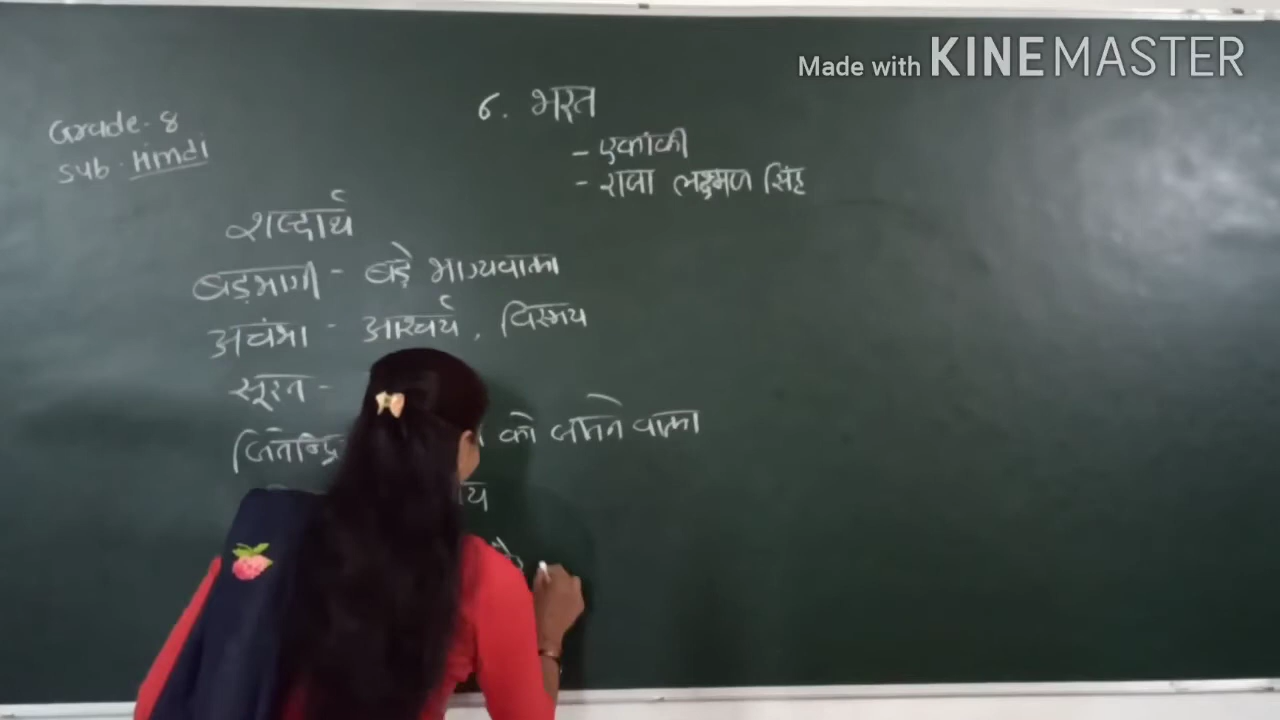 Made with KINEMASTER
Grade - 8
Sub - Hindi
८. भरत
- एकांकी
- राजा लक्ष्मण सिंह
शब्दार्थ
बड़भागी - बड़े भाग्यवाला
अचंभा - आश्चर्य, विस्मय
सूरत -
को जीतने वाला